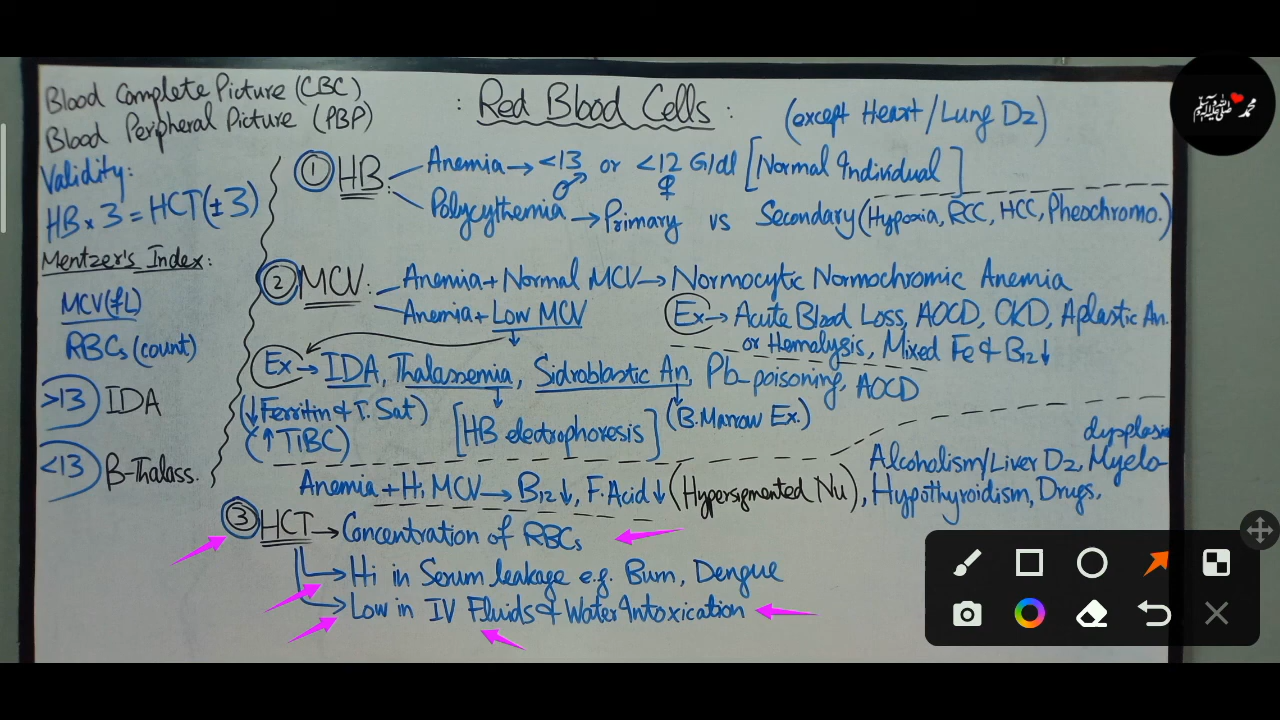 Blood Complete Picture (CBC)
Blood Peripheral Picture (PBP)
Validity:
HB x 3 = HCT(± 3)
Mentzer's Index:
MCV(fL)
RBCs (count)
>13) IDA
<13) β-Thalass.
: Red Blood Cells :
(except Heart/Lung Dz)
① HB
Anemia → <13 ♂ or <12 ♀ G/dl [Normal Individual]
Polycythemia → Primary vs Secondary (Hypoxia, RCC, HCC, Pheochromo.)
② MCV:
Anemia + Normal MCV → Normocytic Normochromic Anemia
Ex → Acute Blood Loss, AOCD, CKD, Aplastic An.
or Hemolysis, Mixed Fe & B12 ↓
Anemia + Low MCV
Ex → IDA, Thalassemia, Sidroblastic An, Pb-poisoning, AOCD
(↓ Ferritin & T. Sat)
(↑ TIBC)
[HB electrophoresis]
(B. Marrow Ex.)
Anemia + Hi MCV → B12 ↓, F. Acid ↓ (Hypersigmented Nu),
Alcoholism/Liver Dz, Myelo-
dysplasia
Hypothyroidism, Drugs.
③ HCT → Concentration of RBCs
→ Hi in Serum leakage e.g. Burn, Dengue
→ Low in IV Fluids & Water Intoxication
محمد ﷺ